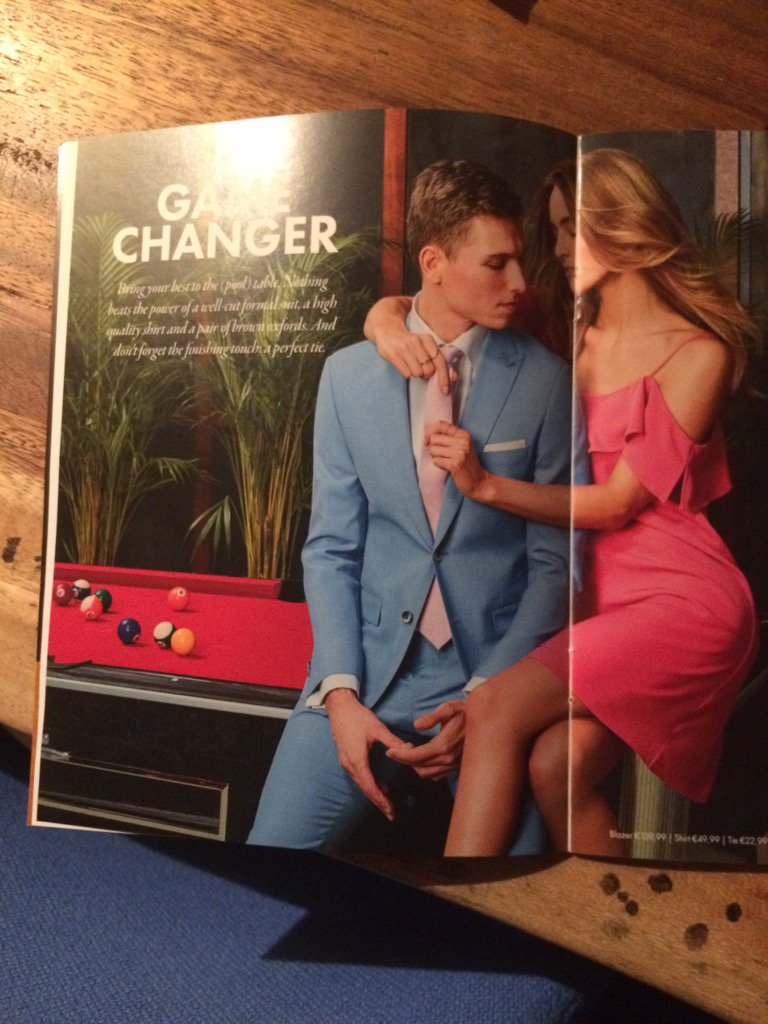 GAME
CHANGER
Bring your best to the (pool) table. Nothing
beats the power of a well-cut formal suit, a high
quality shirt and a pair of brown oxfords. And
don't forget the finishing touch: a perfect tie.
Blazer €139,99 | Shirt €49,99 | Tie €22,99